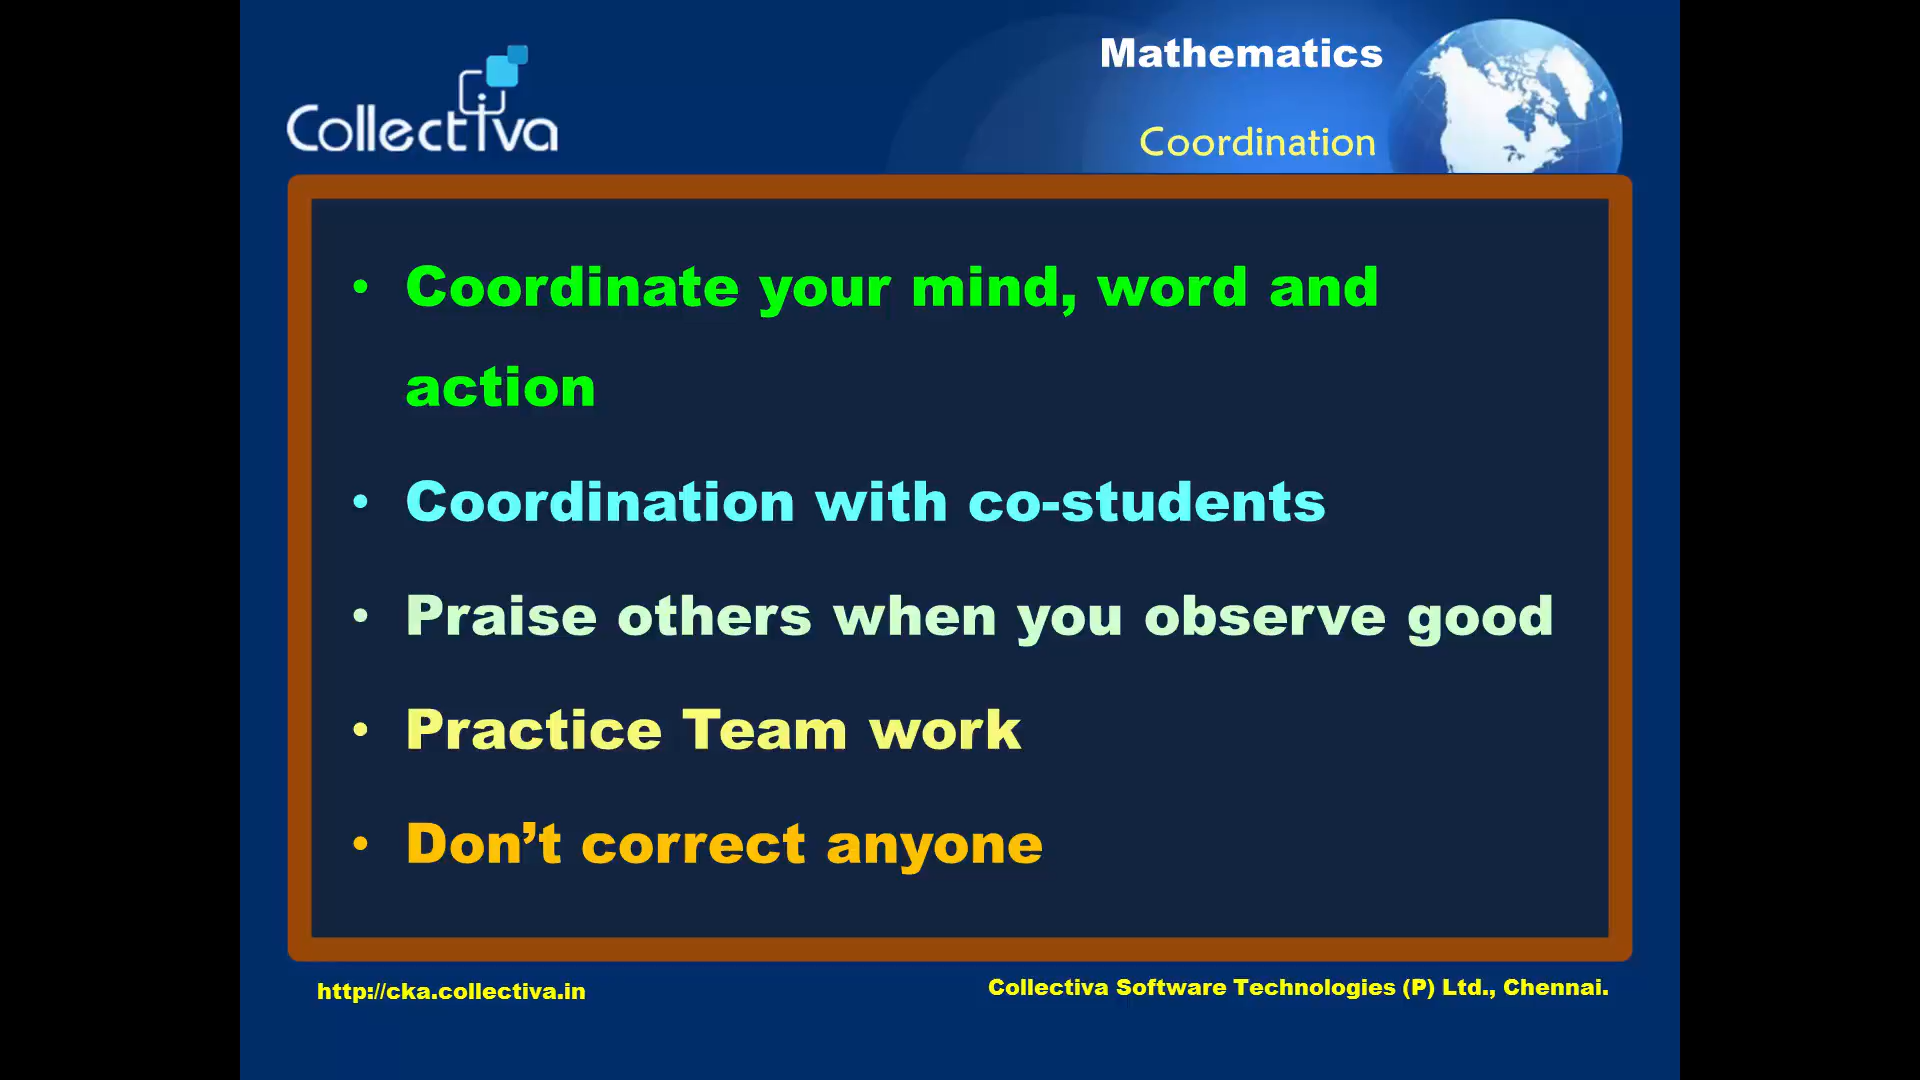 Collectiva
Mathematics
Coordination
• Coordinate your mind, word and
action
• Coordination with co-students
• Praise others when you observe good
• Practice Team work
• Don’t correct anyone
http://cka.collectiva.in
Collectiva Software Technologies (P) Ltd., Chennai.